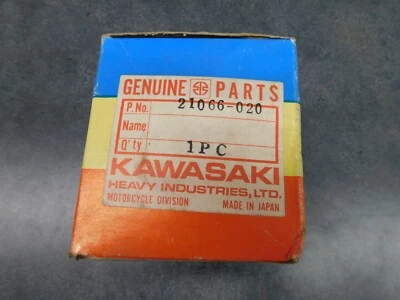 GENUINE PARTS
P.No. 21066-020
Name
Q'ty 1PC
KAWASAKI
HEAVY INDUSTRIES, LTD.
MOTORCYCLE DIVISION MADE IN JAPAN